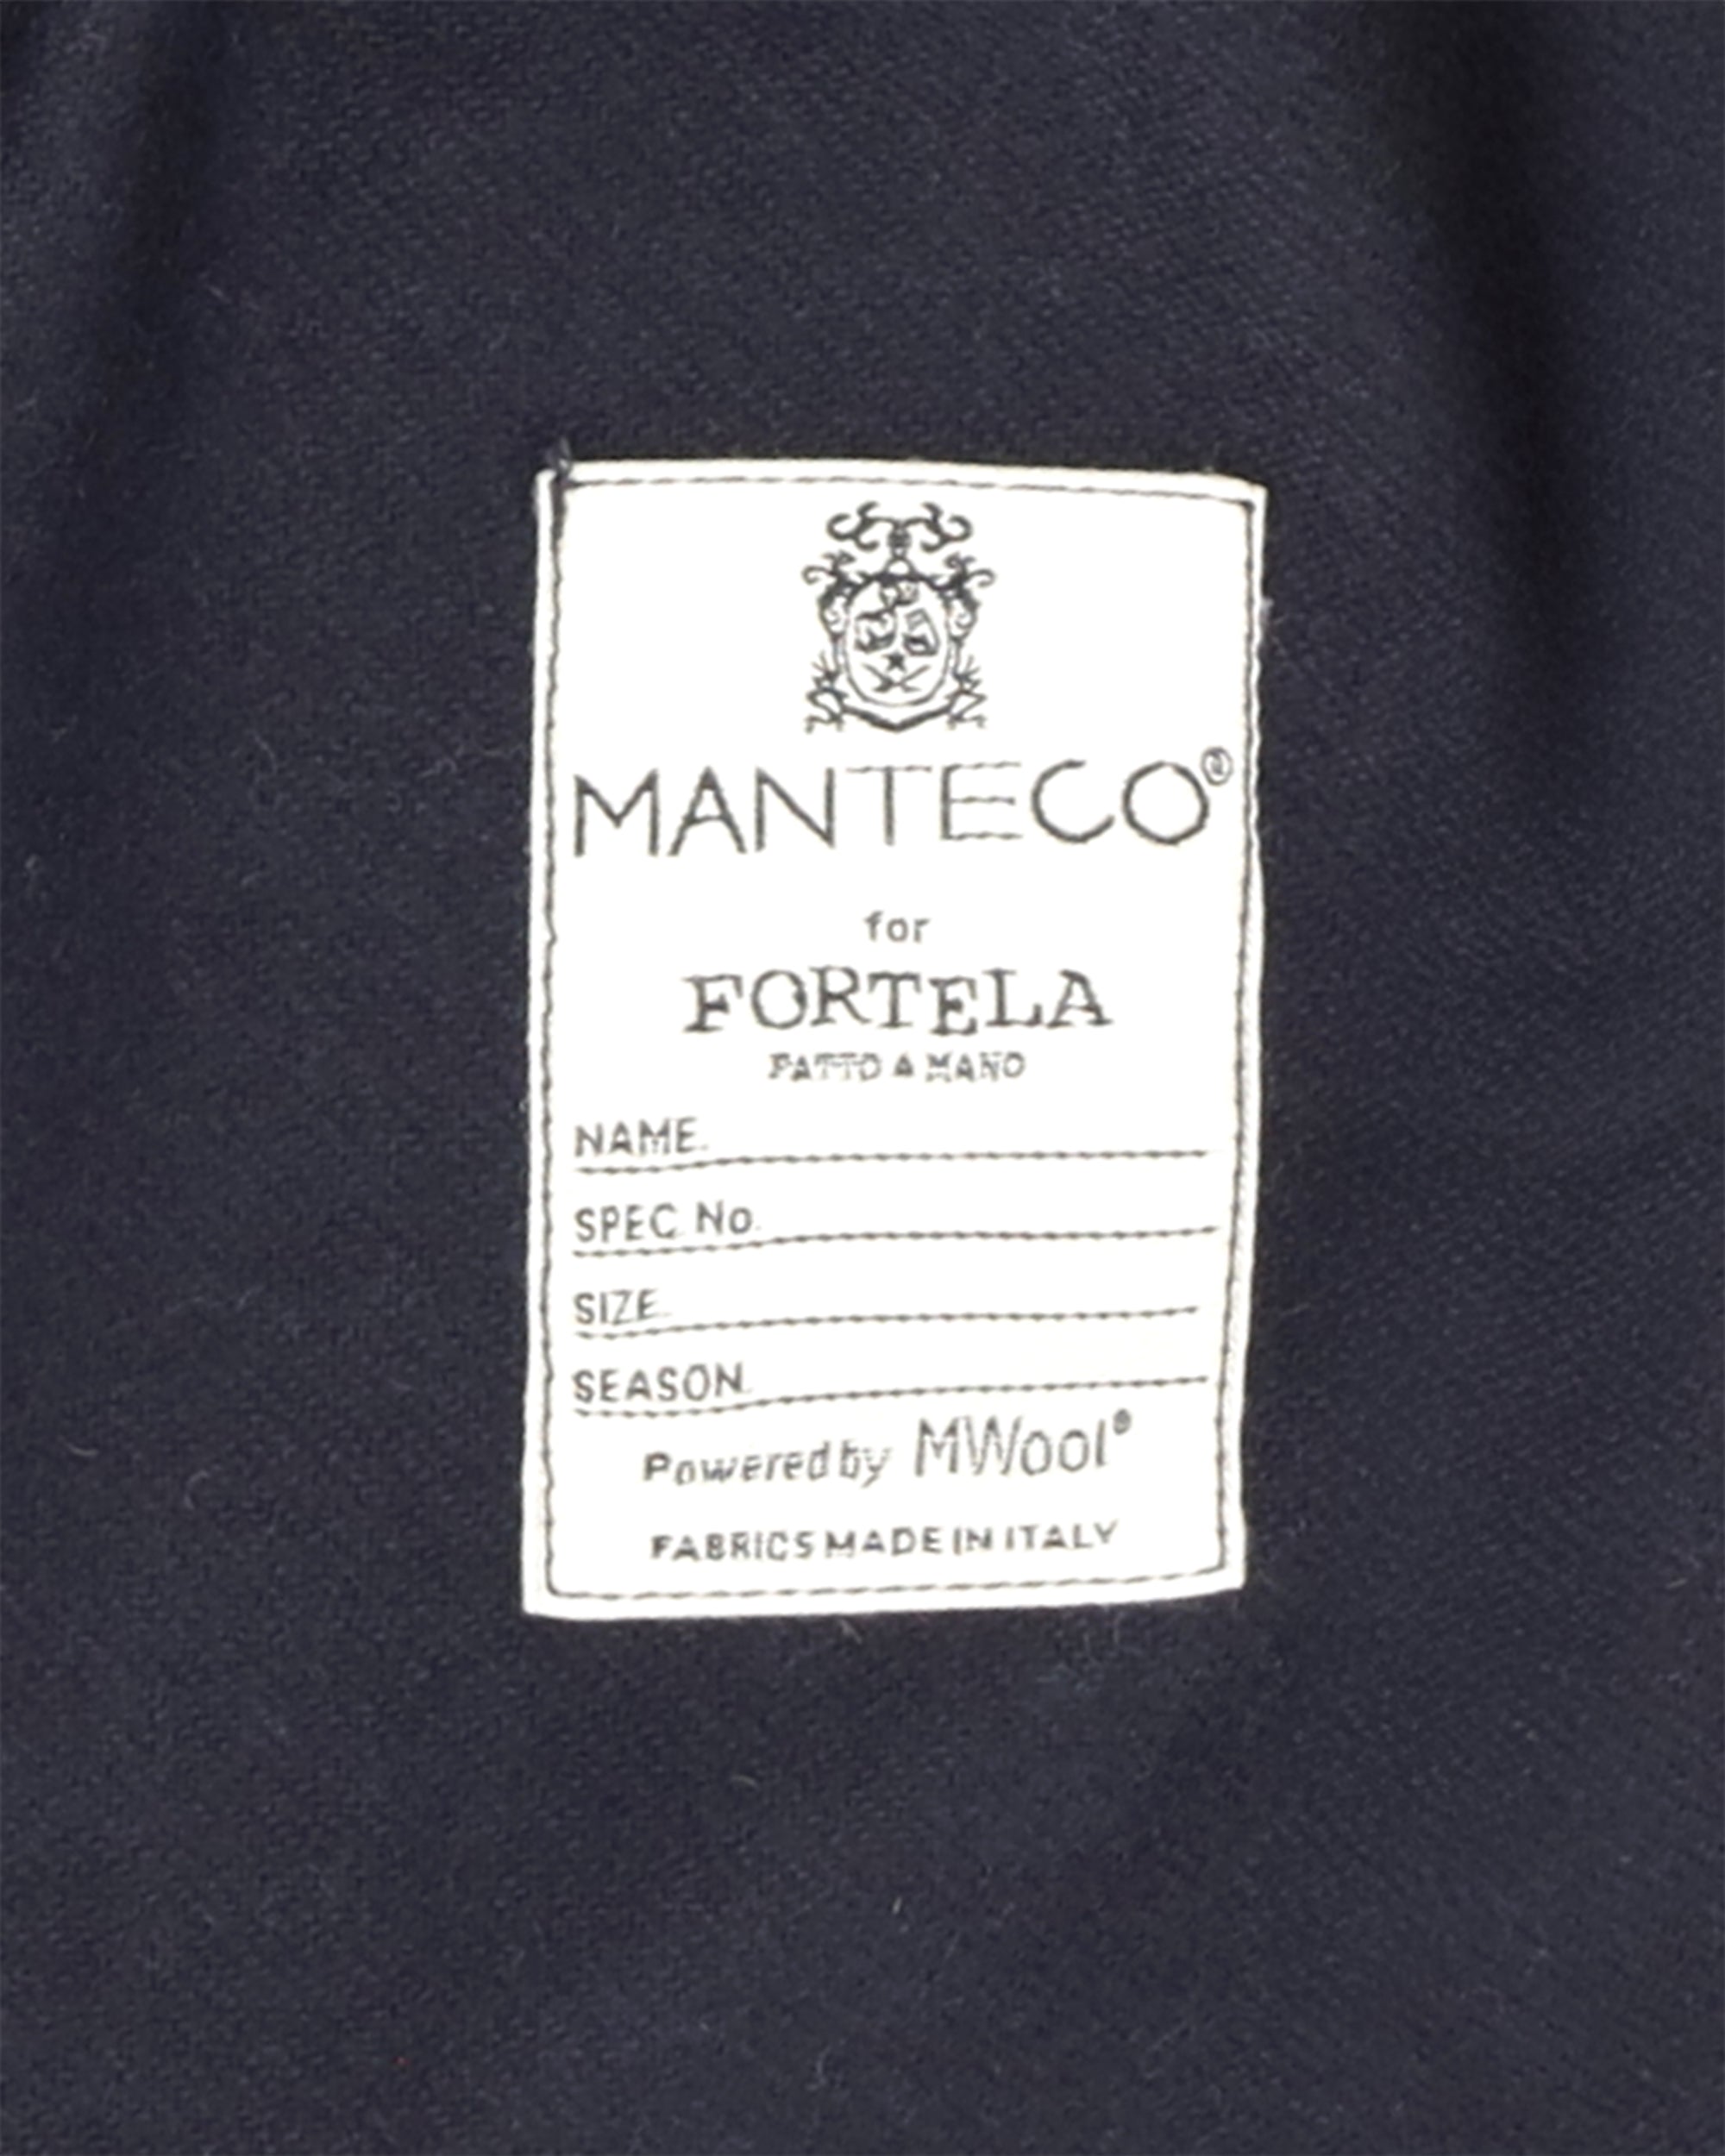 MANTECO®
for
FORTELA
FATTO A MANO
NAME.
SPEC. No.
SIZE.
SEASON.
Powered by MWool®
FABRICS MADE IN ITALY